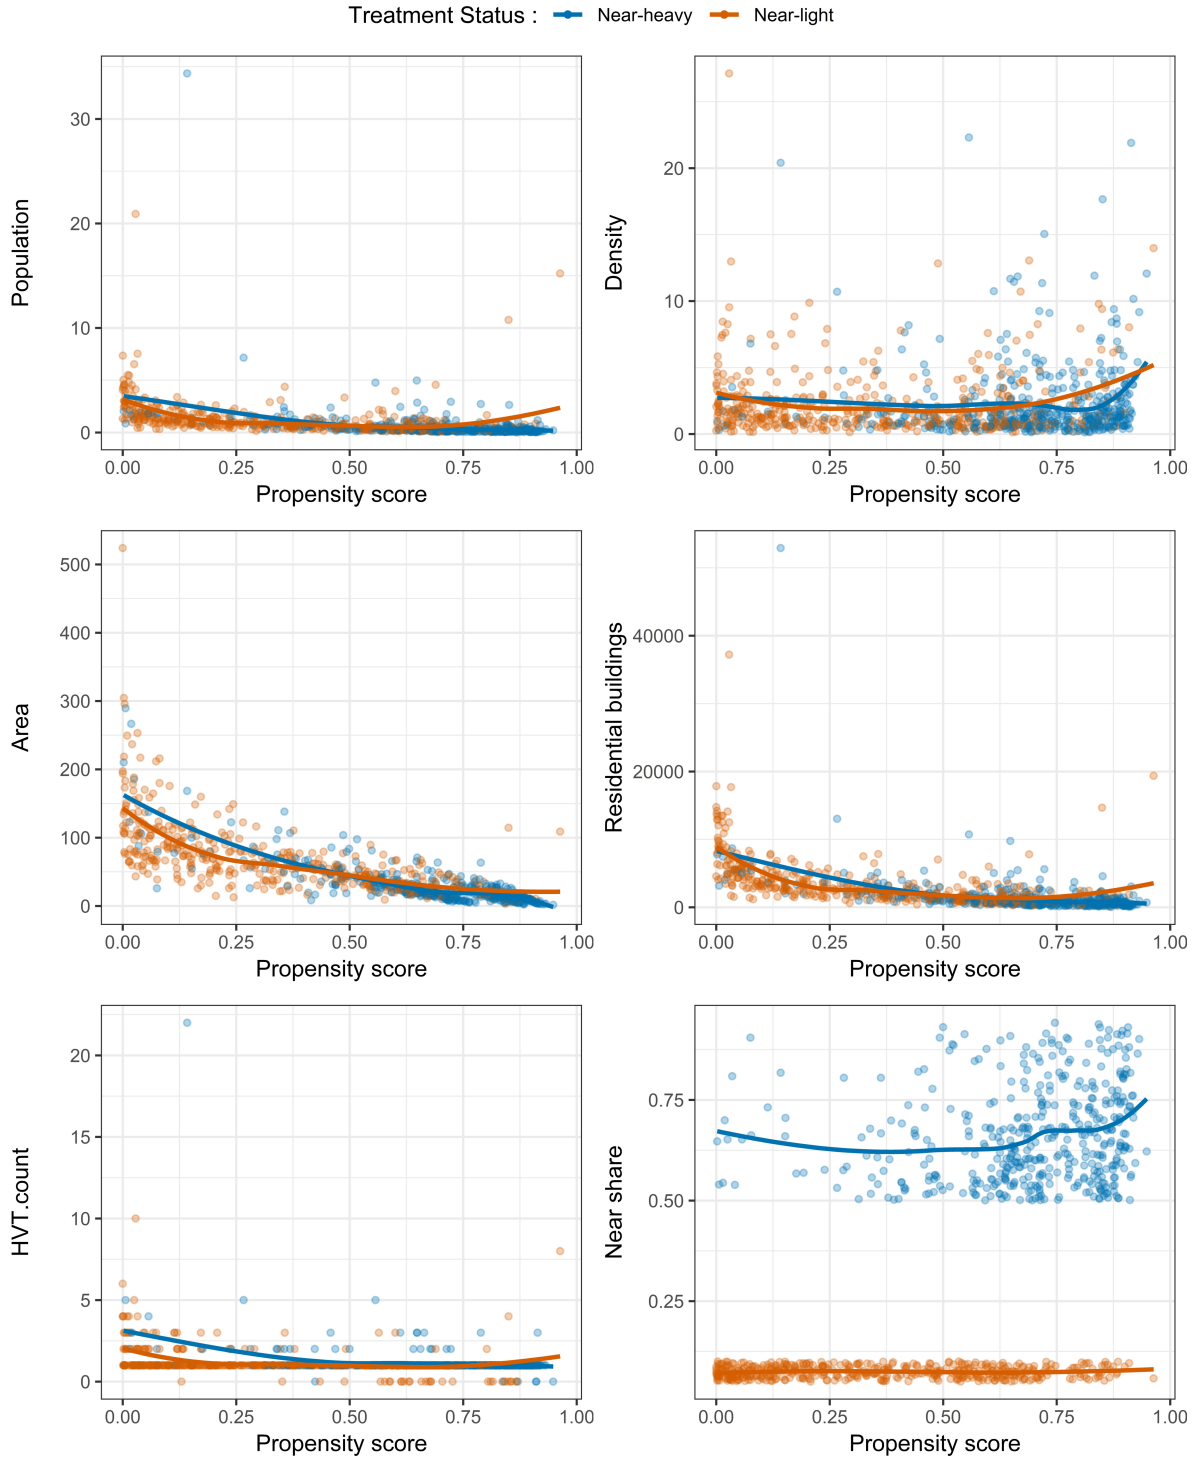 Treatment Status : Near-heavy Near-light
Population
30
20
10
0
0.00 0.25 0.50 0.75 1.00
Propensity score
Density
20
10
0
0.00 0.25 0.50 0.75 1.00
Propensity score
Area
500
400
300
200
100
0
0.00 0.25 0.50 0.75 1.00
Propensity score
Residential buildings
40000
20000
0
0.00 0.25 0.50 0.75 1.00
Propensity score
HVT.count
20
15
10
5
0
0.00 0.25 0.50 0.75 1.00
Propensity score
Near share
0.75
0.50
0.25
0.00 0.25 0.50 0.75 1.00
Propensity score